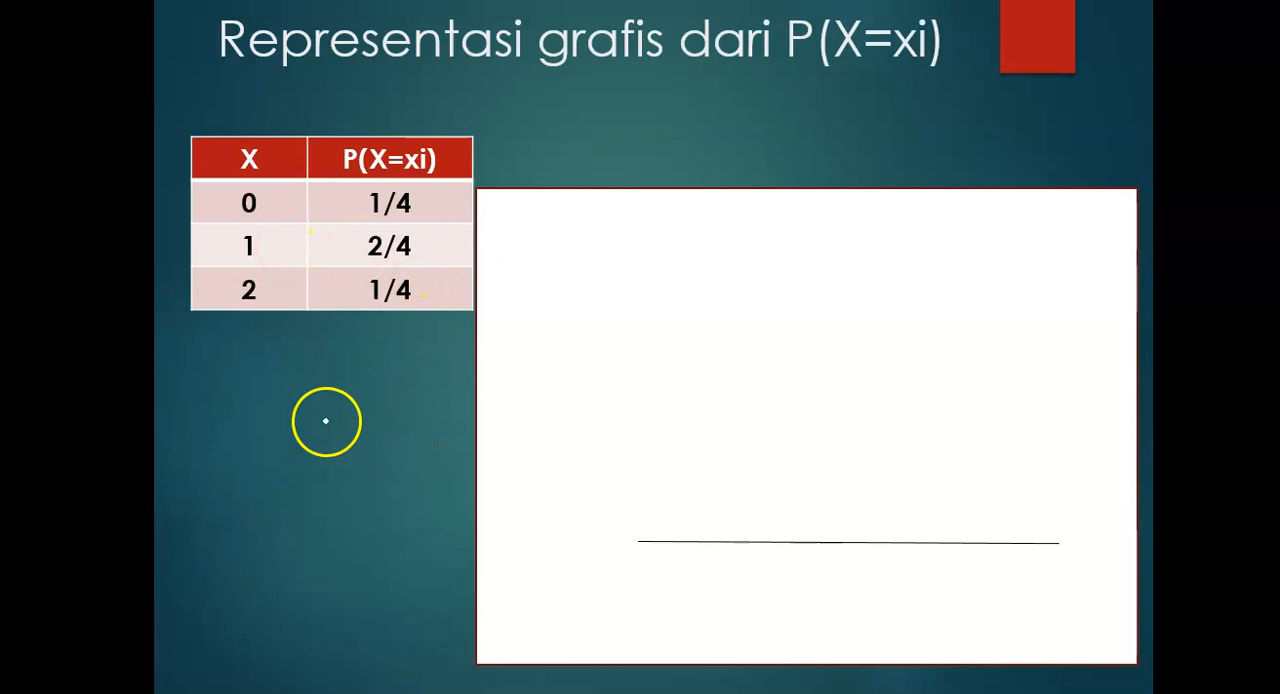 Representasi grafis dari P(X=xi)
X P(X=xi)
0 1/4
1 2/4
2 1/4